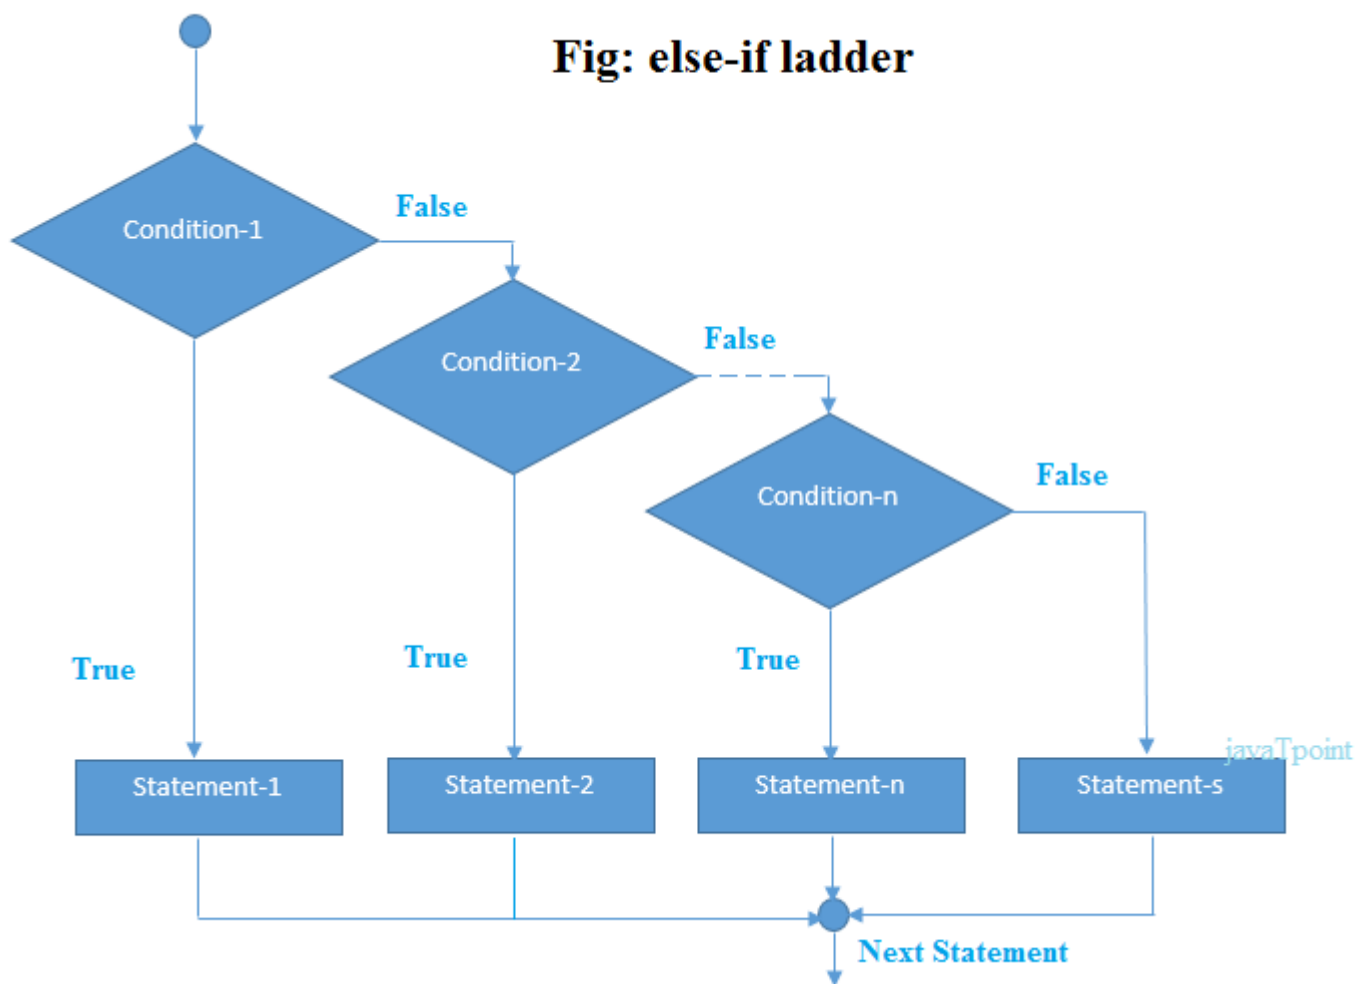 Fig: else-if ladder
Condition-1
False
Condition-2
False
Condition-n
False
True
True
True
javaTpoint
Statement-1
Statement-2
Statement-n
Statement-s
Next Statement